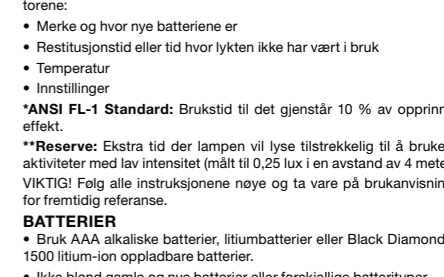 torene:
• Merke og hvor nye batteriene er
• Restitusjonstid eller tid hvor lykten ikke har vært i bruk
• Temperatur
• Innstillinger
*ANSI FL-1 Standard: Brukstid til det gjenstår 10 % av opprinn
effekt.
**Reserve: Ekstra tid der lampen vil lyse tilstrekkelig til å bruke
aktiviteter med lav intensitet (målt til 0,25 lux i en avstand av 4 mete
VIKTIG! Følg alle instruksjonene nøye og ta vare på brukanvisnin
for fremtidig referanse.
BATTERIER
• Bruk AAA alkaliske batterier, litiumbatterier eller Black Diamond
1500 litium-ion oppladbare batterier.
• Ikke bland gamle og nye batterier eller forskjellige batterityper